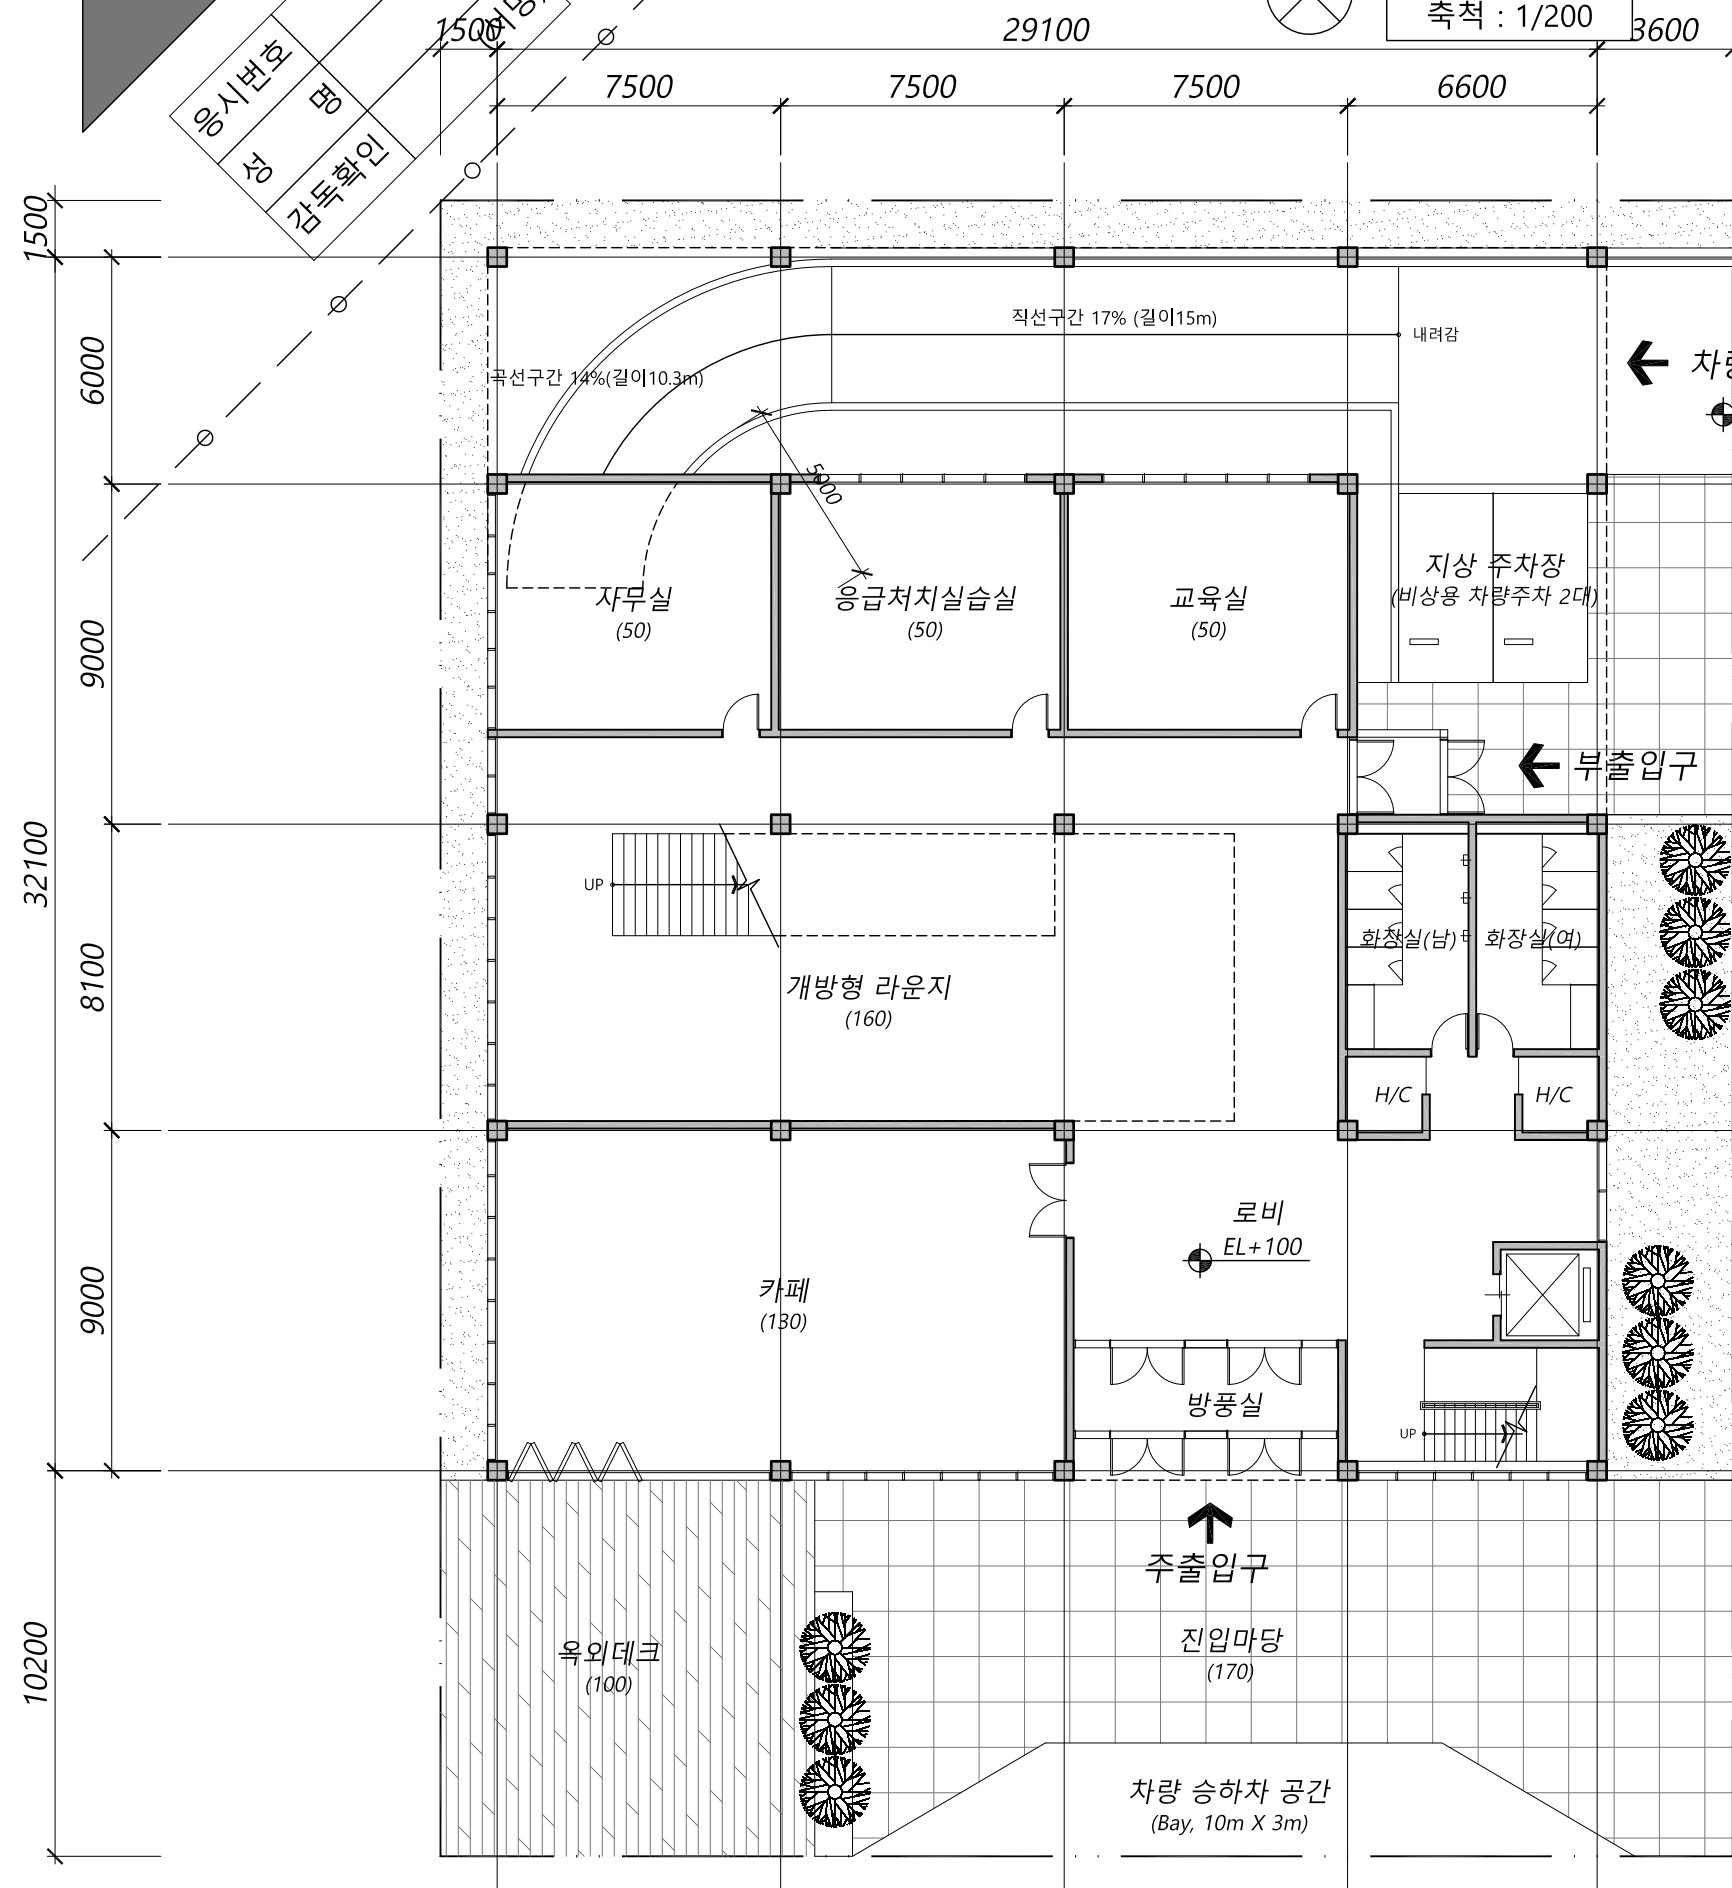 응시번호
성 명
감독확인
축척 : 1/200
1500
29100
3600
7500
7500
7500
6600
1500
6000
9000
32100
8100
9000
10200
직선구간 17% (길이15m)
내려감
곡선구간 14%(길이10.3m)
5000
지상 주차장
(비상용 차량주차 2대)
사무실
(50)
응급처치실습실
(50)
교육실
(50)
부출입구
UP
개방형 라운지
(160)
화장실(남)
화장실(여)
H/C
H/C
로비
EL+100
카페
(130)
방풍실
UP
주출입구
옥외데크
(100)
진입마당
(170)
차량 승하차 공간
(Bay, 10m X 3m)